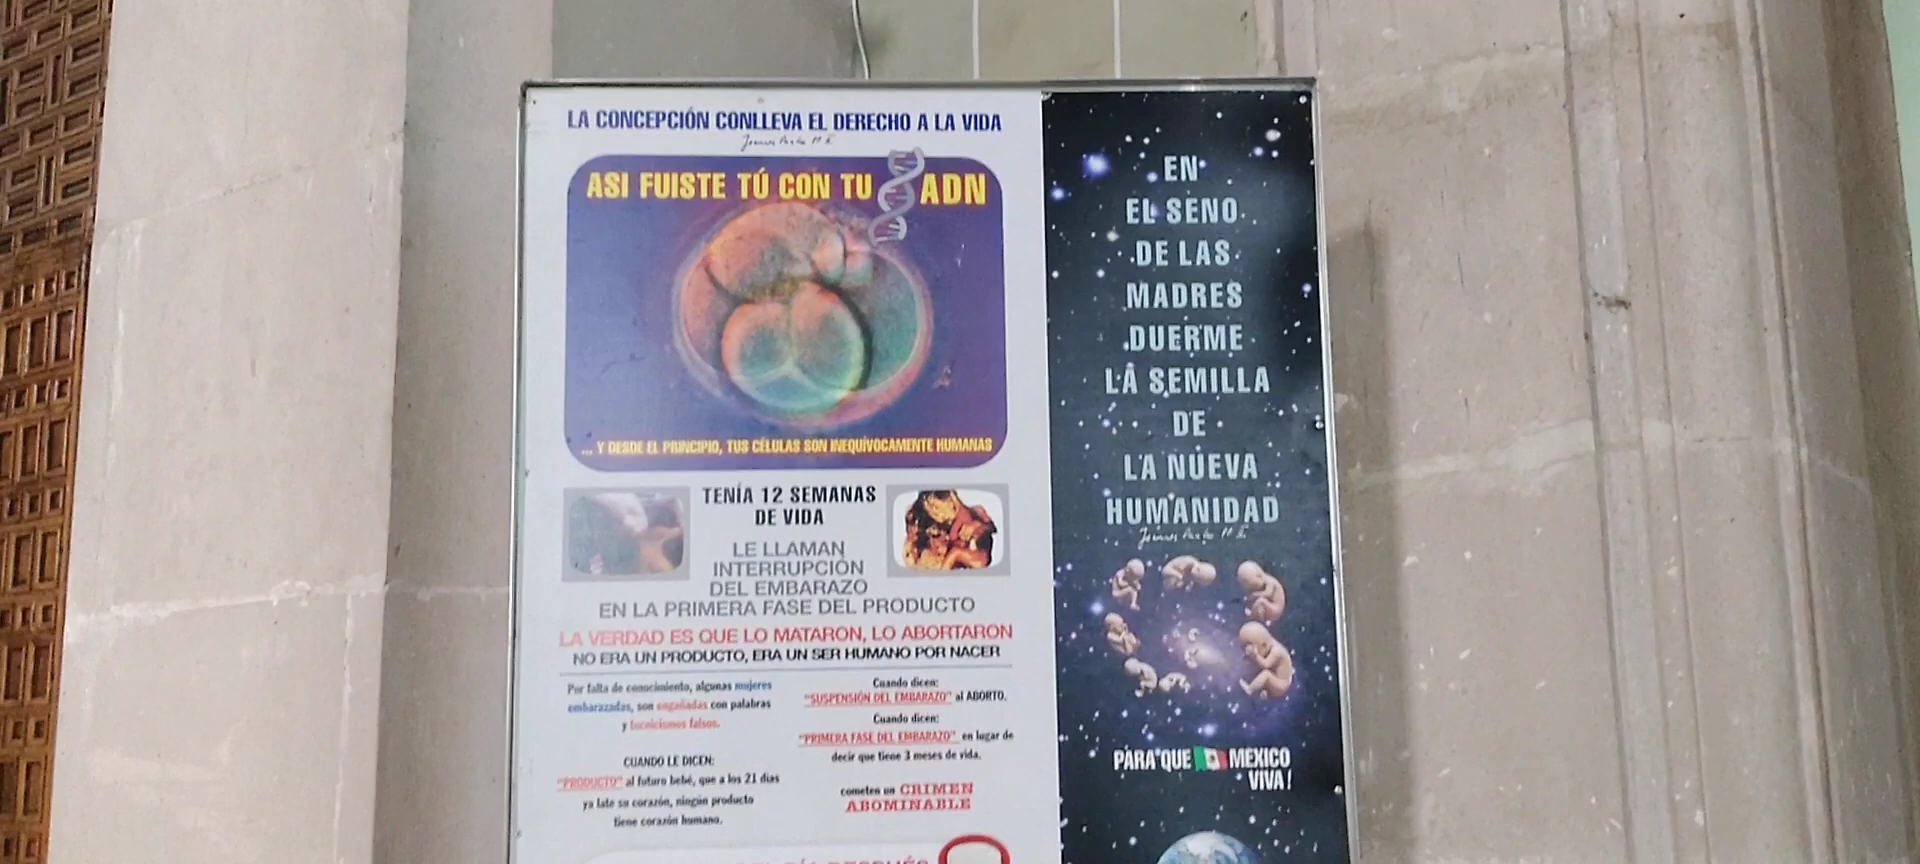 LA CONCEPCIÓN CONLLEVA EL DERECHO A LA VIDA
ASI FUISTE TÚ CON TU ADN
... Y DESDE EL PRINCIPIO, TUS CÉLULAS SON INEQUÍVOCAMENTE HUMANAS
TENÍA 12 SEMANAS
DE VIDA
LE LLAMAN
INTERRUPCIÓN
DEL EMBARAZO
EN LA PRIMERA FASE DEL PRODUCTO
LA VERDAD ES QUE LO MATARON, LO ABORTARON
NO ERA UN PRODUCTO, ERA UN SER HUMANO POR NACER
Por falta de conocimiento, algunas mujeres
embarazadas, son engañadas con palabras
y tecnicismos falsos.
CUANDO LE DICEN:
"PRODUCTO" al futuro bebé, que a los 21 días
ya late su corazón, ningún producto
tiene corazón humano.
Cuando dicen:
"SUSPENSIÓN DEL EMBARAZO" al ABORTO.
Cuando dicen:
"PRIMERA FASE DEL EMBARAZO" en lugar de
decir que tiene 3 meses de vida.
cometen un CRIMEN
ABOMINABLE
EN
EL SENO
DE LAS
MADRES
DUERME
LA SEMILLA
DE
LA NUEVA
HUMANIDAD
PARA QUE MEXICO
VIVA!